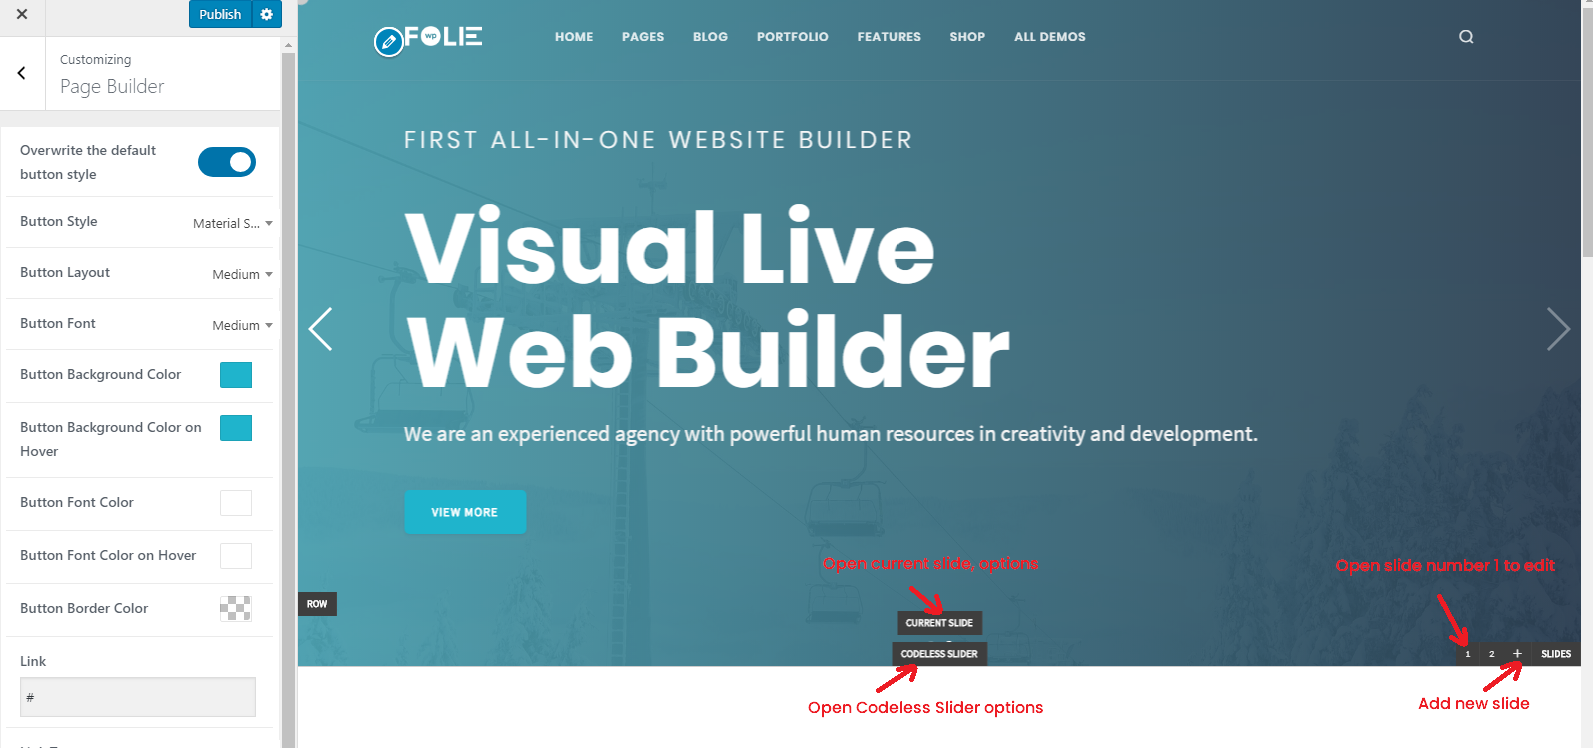 Publish
Customizing
Page Builder
Overwrite the default
button style
Button Style
Material S...
Button Layout
Medium
Button Font
Medium
Button Background Color
Button Background Color on
Hover
Button Font Color
Button Font Color on Hover
Button Border Color
Link
#
wp
FOLIE
HOME
PAGES
BLOG
PORTFOLIO
FEATURES
SHOP
ALL DEMOS
FIRST ALL-IN-ONE WEBSITE BUILDER
Visual Live
Web Builder
We are an experienced agency with powerful human resources in creativity and development.
VIEW MORE
Open current slide, options
Open slide number 1 to edit
ROW
CURRENT SLIDE
CODELESS SLIDER
1
2
+
SLIDES
Open Codeless Slider options
Add new slide